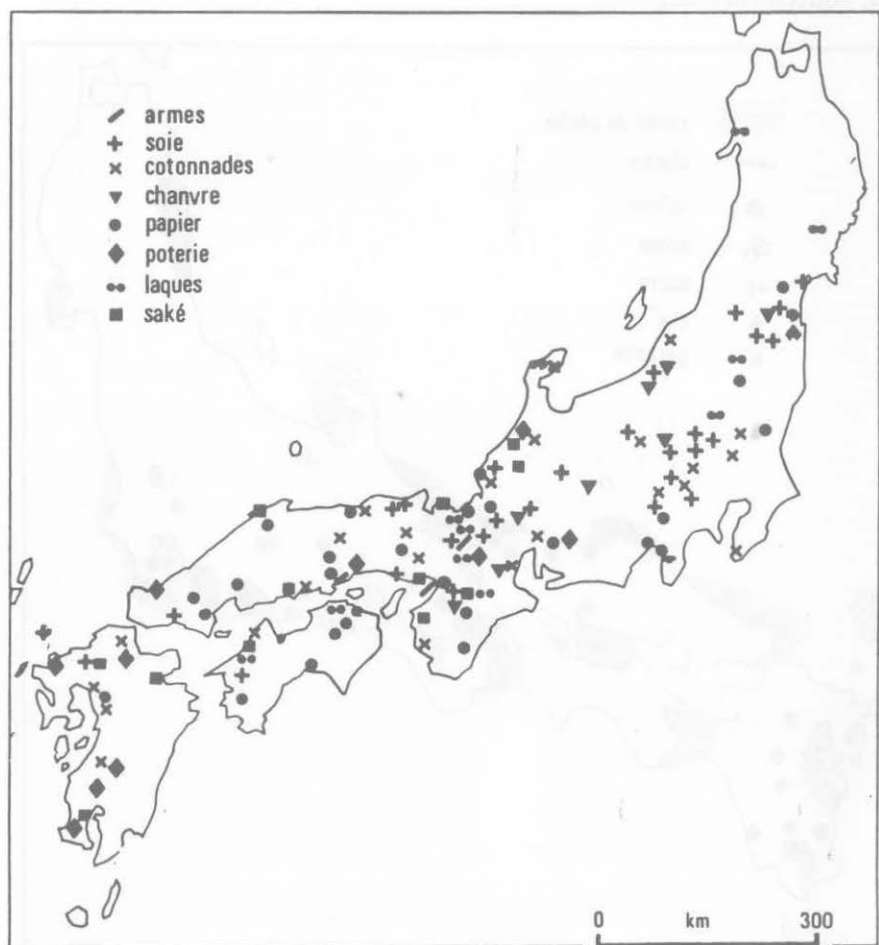 armes
soie
cotonnades
chanvre
papier
poterie
laques
saké
0 km 300